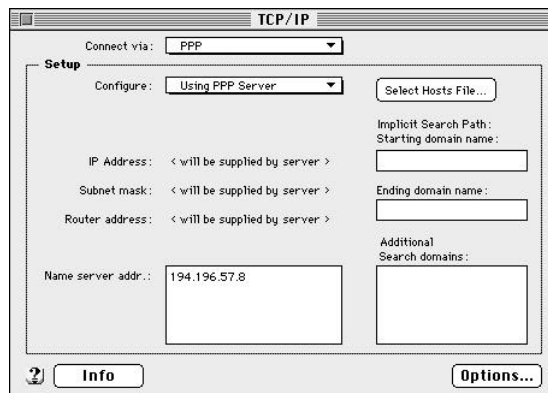 TCP/IP
Connect via: PPP
Setup
Configure: Using PPP Server
Select Hosts File...
Implicit Search Path:
Starting domain name:
IP Address: < will be supplied by server >
Subnet mask: < will be supplied by server >
Ending domain name:
Router address: < will be supplied by server >
Additional
Search domains:
Name server addr.: 194.196.57.8
? Info
Options...